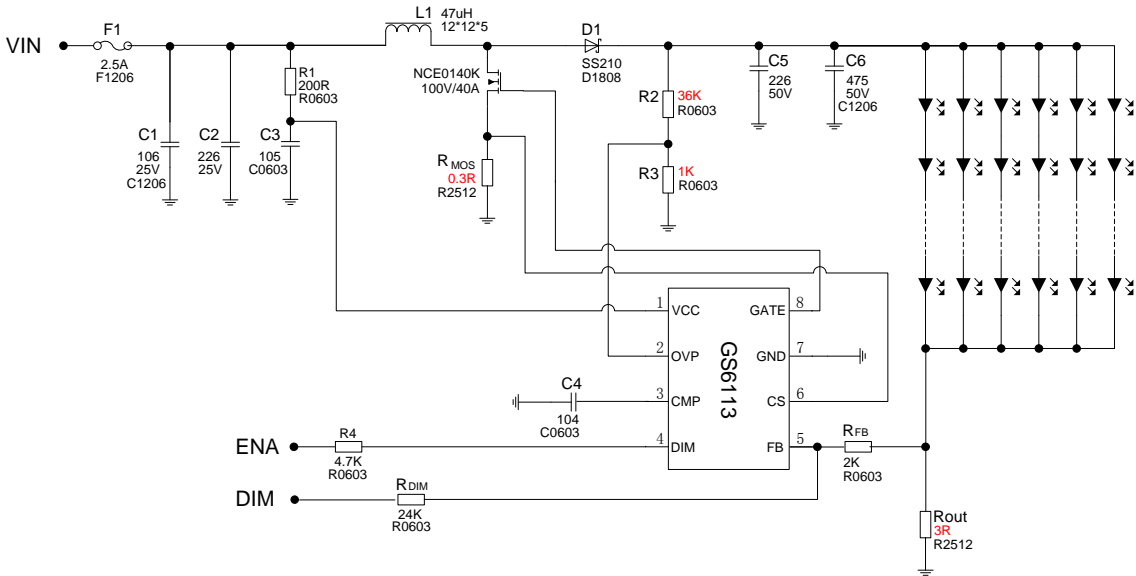 VIN
F1
2.5A
F1206
L1 47uH
12*12*5
D1
SS210
D1808
R1
200R
R0603
NCE0140K
100V/40A
R2 36K
R0603
C5
226
50V
C6
475
50V
C1206
C1
106
25V
C1206
C2
226
25V
C3
105
C0603
RMOS
0.3R
R2512
R3 1K
R0603
1 VCC
GATE 8
2 OVP
GND 7
GS6113
C4
104
C0603
3 CMP
CS 6
ENA
R4
4.7K
R0603
4 DIM
FB 5
RFB
2K
R0603
DIM
RDIM
24K
R0603
Rout
3R
R2512